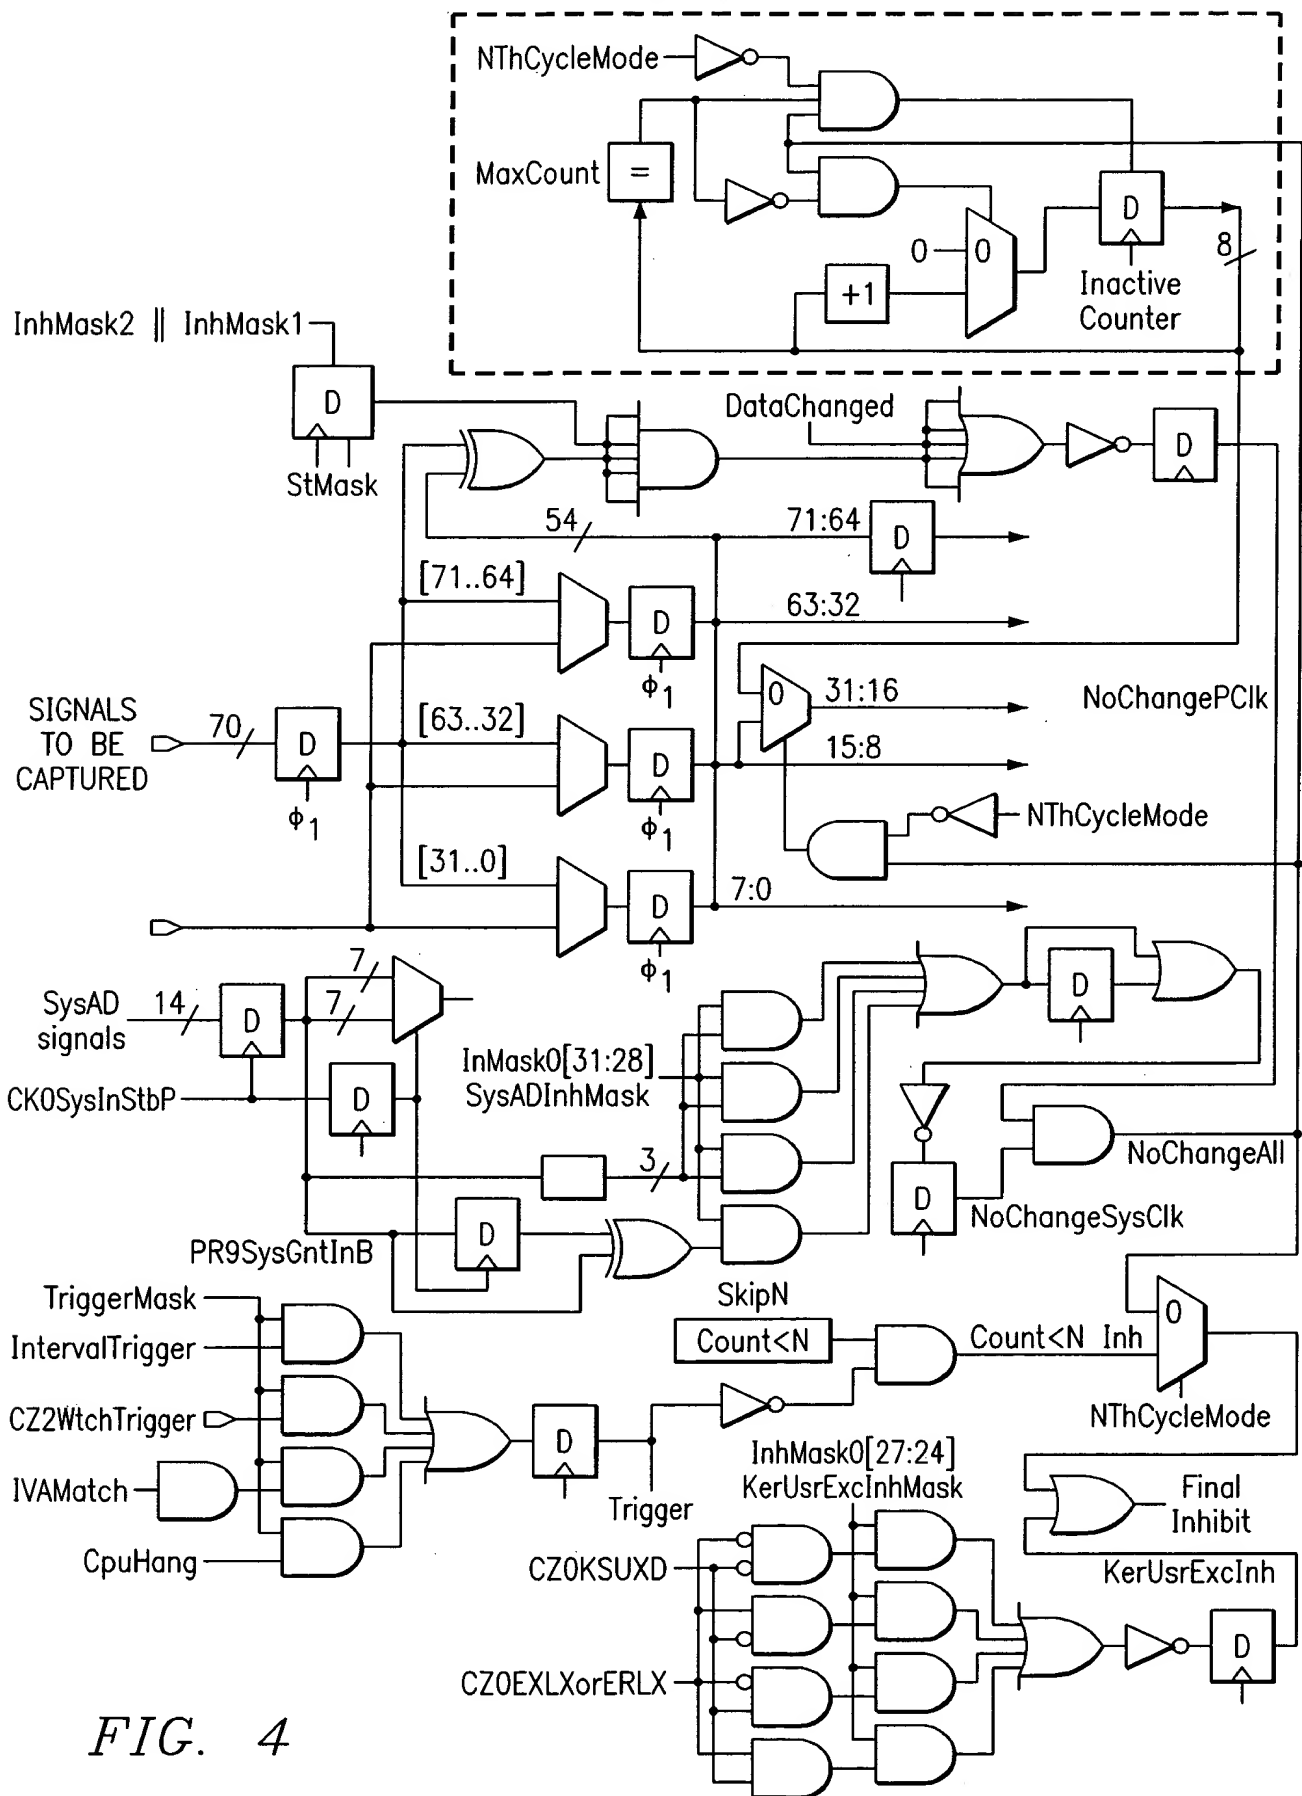 NThCycleMode
MaxCount
=
D
0
0
8
+1
Inactive
Counter
InhMask2 || InhMask1
D
StMask
DataChanged
D
54
71:64
D
[71..64]
D
63:32
ϕ1
0
31:16
NoChangePClk
SIGNALS
TO BE
CAPTURED
70
D
ϕ1
[63..32]
D
15:8
ϕ1
NThCycleMode
[31..0]
D
7:0
ϕ1
7
7
SysAD
signals
14
D
D
InMask0[31:28]
SysADInhMask
CK0SysInStbP
D
3
NoChangeAll
D
NoChangeSysClk
D
PR9SysGntInB
SkipN
TriggerMask
Count<N
Count<N Inh
0
IntervalTrigger
NThCycleMode
CZ2WtchTrigger
D
InhMask0[27:24]
KerUsrExcInhMask
IVAMatch
Trigger
Final
Inhibit
CpuHang
CZ0KSUXD
KerUsrExcInh
D
CZ0EXLXorERLX
FIG. 4